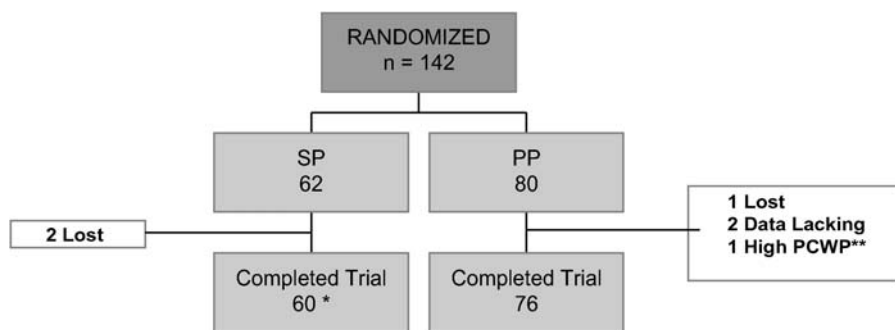 RANDOMIZED
n = 142
SP
62
PP
80
2 Lost
1 Lost
2 Data Lacking
1 High PCWP**
Completed Trial
60 *
Completed Trial
76